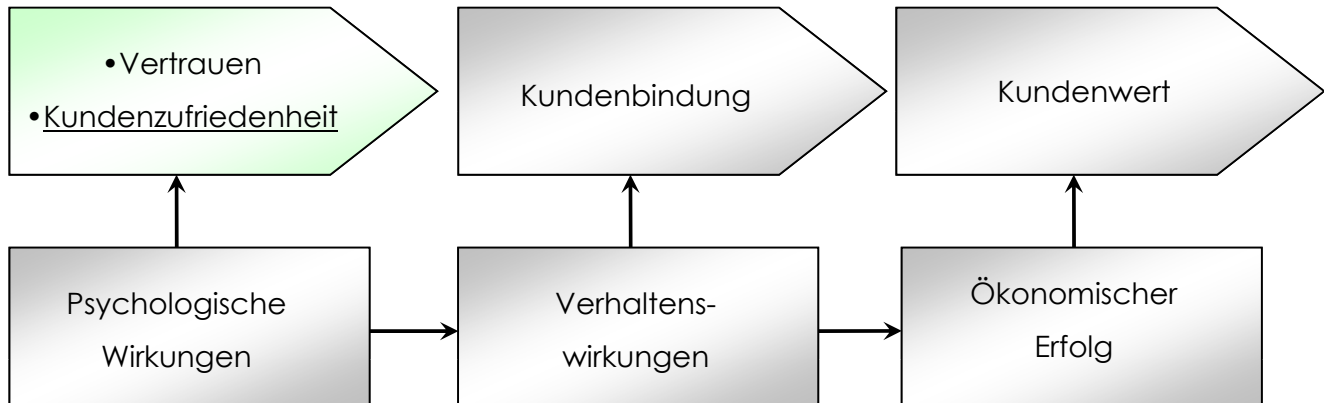 •Vertrauen
•Kundenzufriedenheit
Kundenbindung
Kundenwert
Psychologische
Wirkungen
Verhaltens-
wirkungen
Ökonomischer
Erfolg